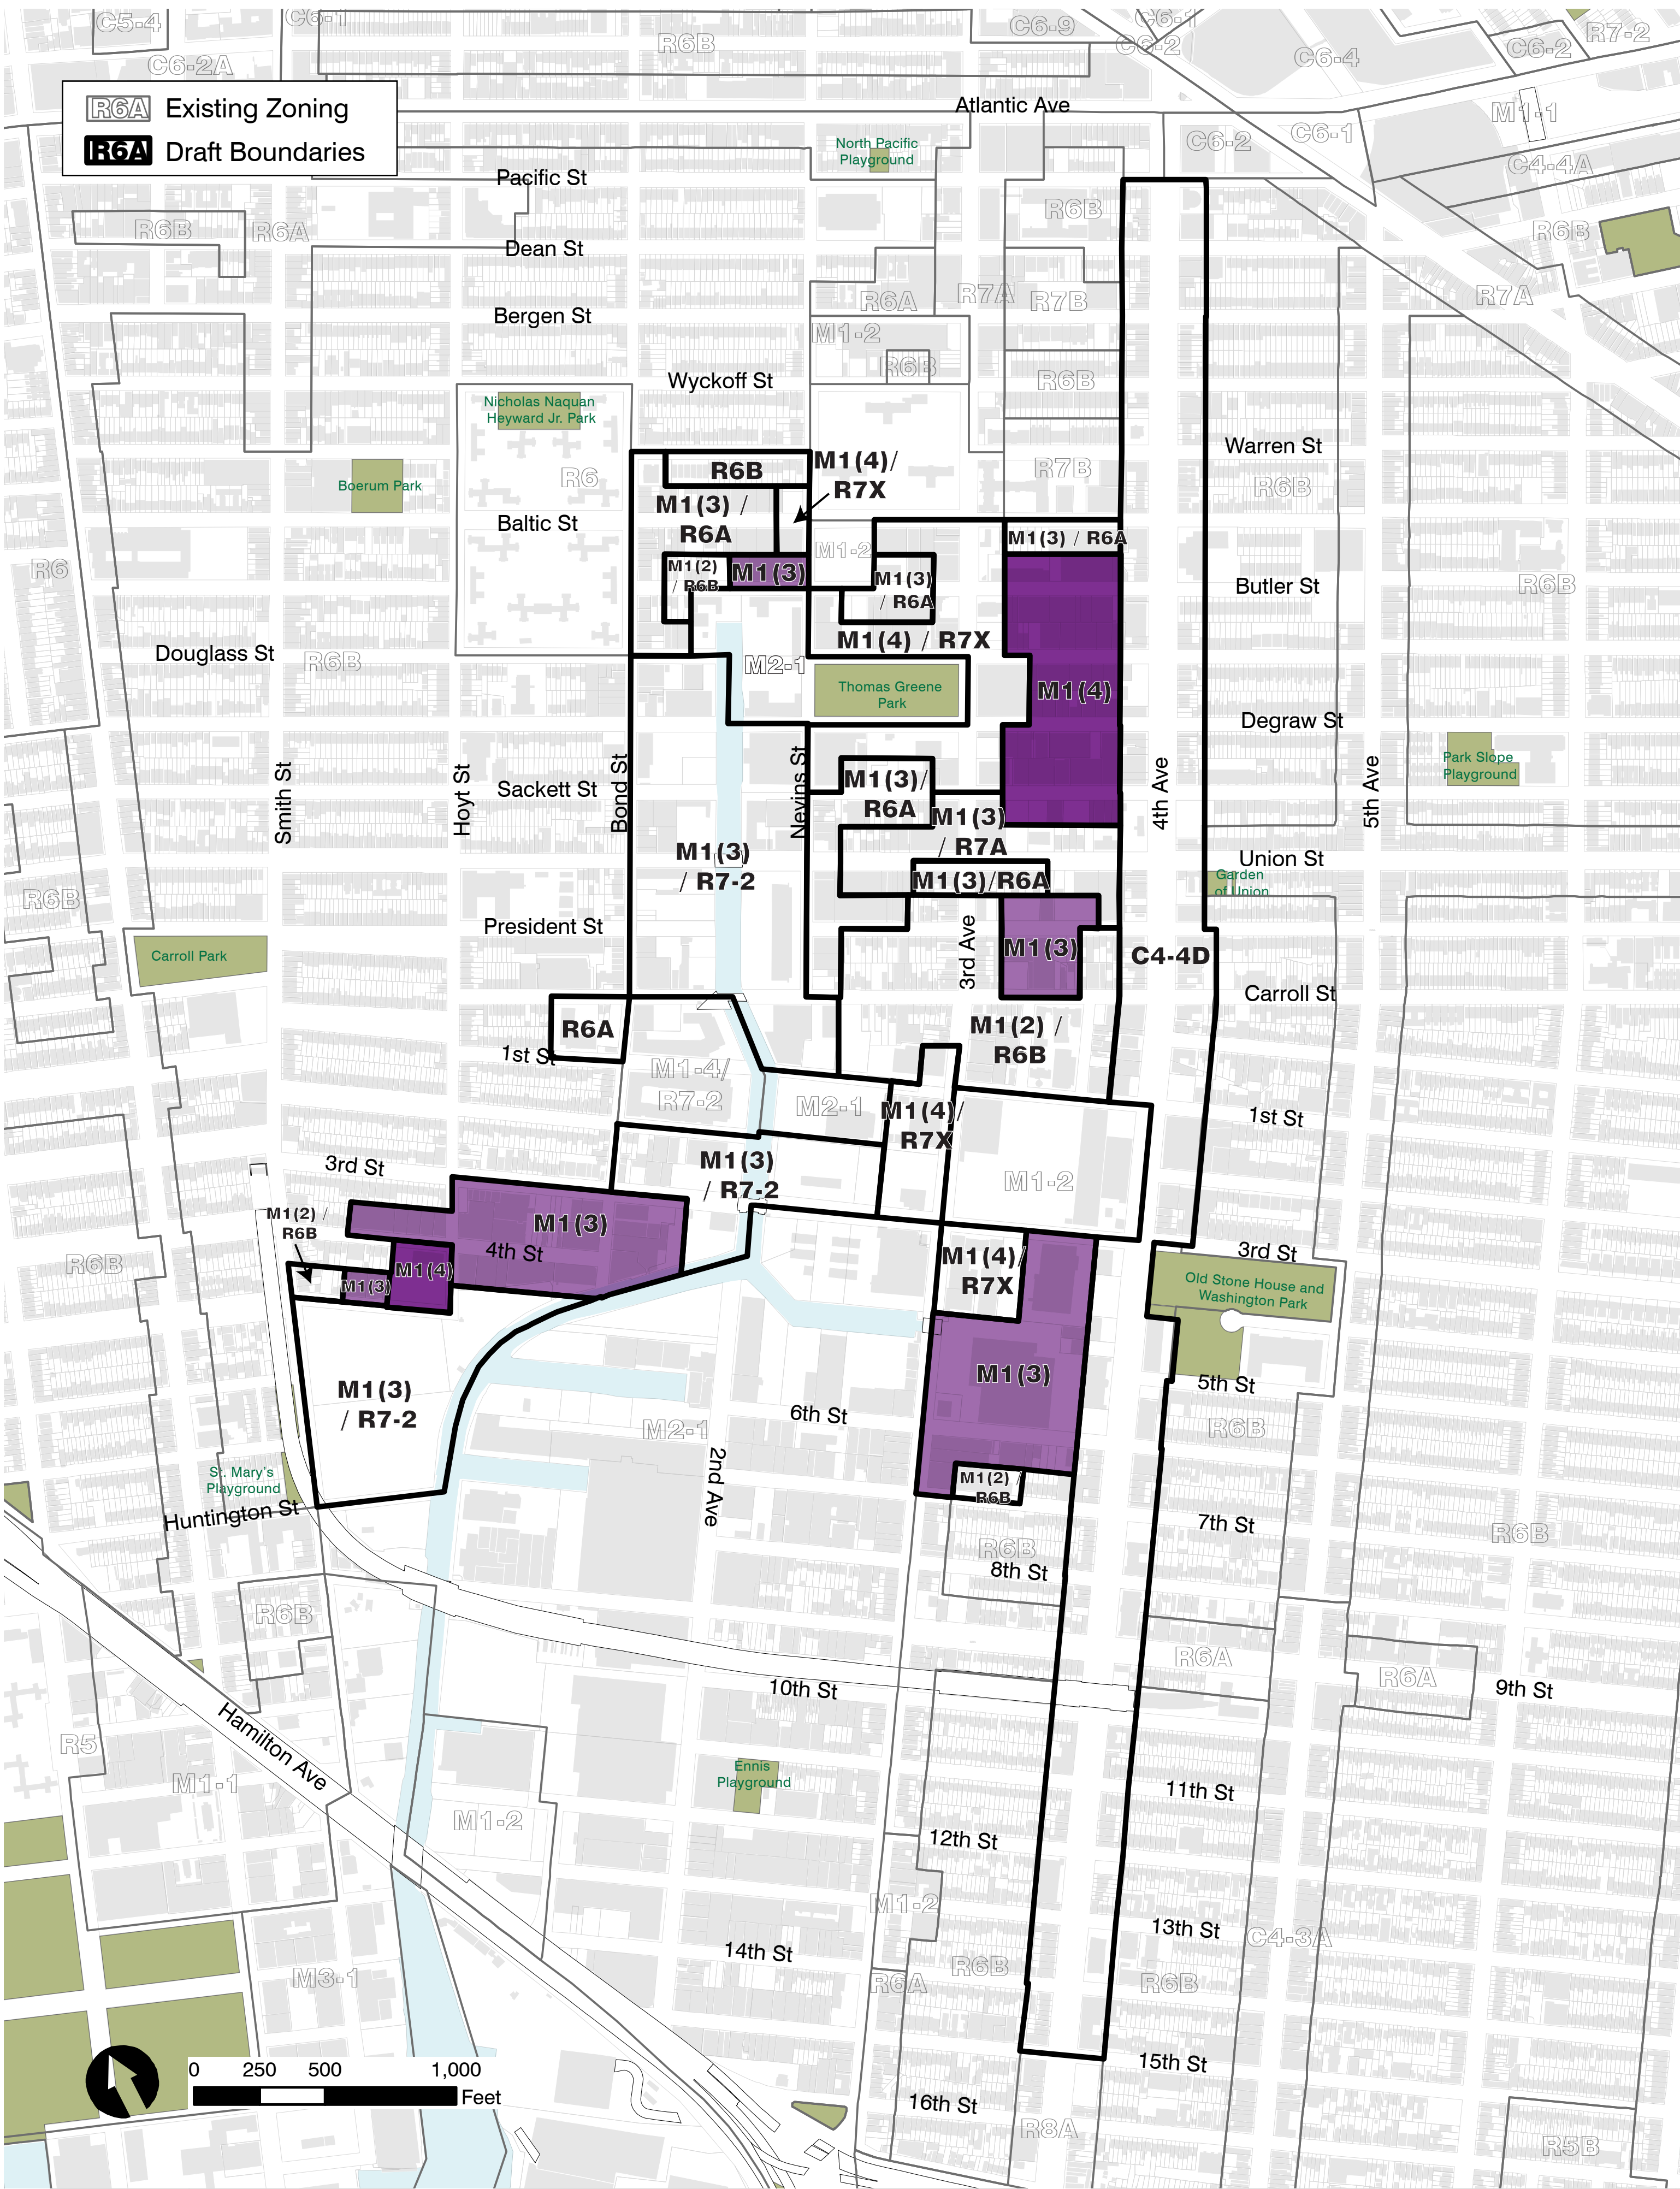 C5-4
C6-1
C6-9
C6-1
R7-2
R6B
C6-2
C6-2
C6-2A
C6-4
R6A Existing Zoning
R6A Draft Boundaries
Atlantic Ave
M1-1
C6-2
C6-1
North Pacific
Playground
C4-4A
Pacific St
R6B
R6B
R6A
R6B
Dean St
R6A
R7A
R7B
R7A
Bergen St
M1-2
R6B
Wyckoff St
R6B
Nicholas Naquan
Heyward Jr. Park
Warren St
M1(4)/
R7X
R6B
R7B
R6
Boerum Park
R6B
M1(3) /
R6A
Baltic St
M1-2
M1(3) / R6A
R6
M1(2)
/ R6B
M1(3)
M1(3)
/ R6A
Butler St
R6B
M1(4) / R7X
Douglass St
R6B
M2-1
Thomas Greene
Park
M1(4)
Degraw St
Park Slope
Playground
Smith St
Hoyt St
Bond St
Nevins St
4th Ave
5th Ave
Sackett St
M1(3)/
R6A
M1(3)
/ R7A
M1(3)
/ R7-2
Union St
Garden
of Union
M1(3)/R6A
R6B
President St
3rd Ave
M1(3)
C4-4D
Carroll Park
Carroll St
R6A
M1(2) /
R6B
1st St
M1-4/
R7-2
M2-1
M1(4)/
R7X
1st St
3rd St
M1(3)
/ R7-2
M1-2
M1(2) /
R6B
M1(3)
4th St
R6B
M1(4)
M1(3)
M1(4)/
R7X
3rd St
Old Stone House and
Washington Park
M1(3)
/ R7-2
M1(3)
5th St
6th St
R6B
M2-1
2nd Ave
St. Mary's
Playground
Huntington St
M1(2) /
R6B
7th St
R6B
R6B
8th St
R6B
R6A
R6A
10th St
9th St
Hamilton Ave
R5
M1-1
Ennis
Playground
11th St
M1-2
12th St
M1-2
13th St
C4-3A
14th St
R6B
R6A
R6B
M3-1
0 250 500 1,000
Feet
15th St
16th St
R8A
R5B